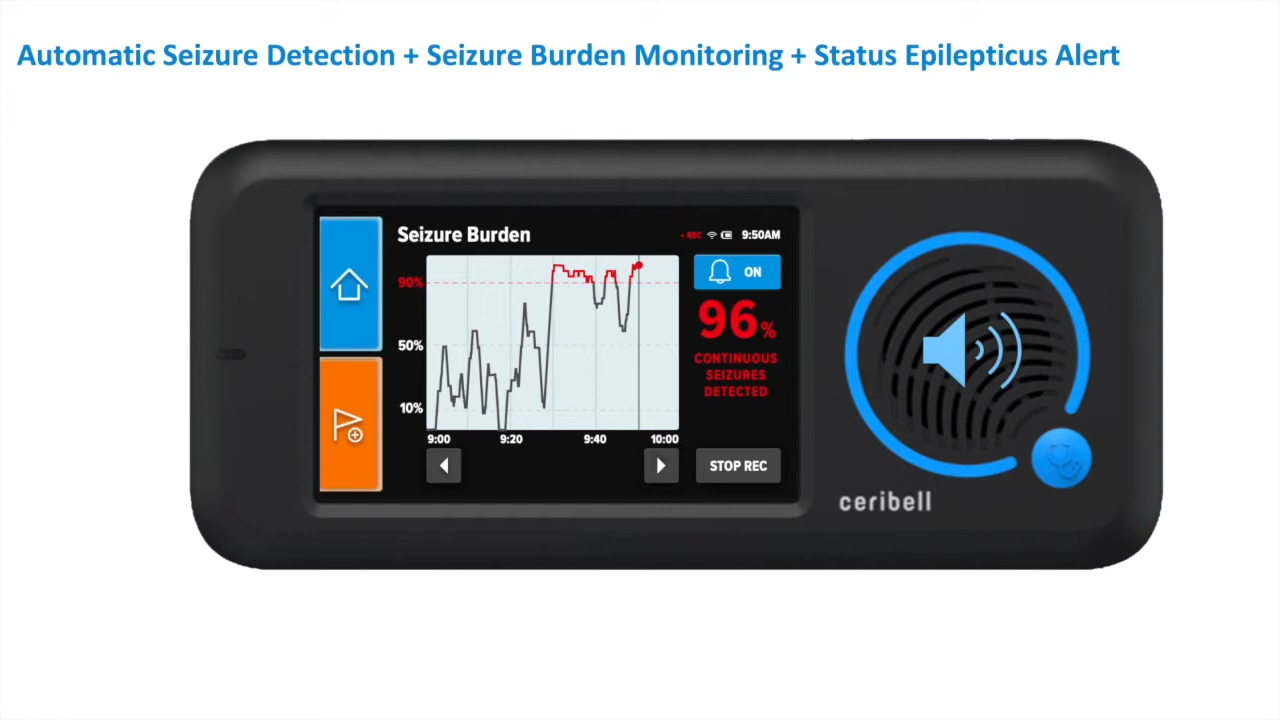 Automatic Seizure Detection + Seizure Burden Monitoring + Status Epilepticus Alert
Seizure Burden
REC
9:50AM
ON
90%
50%
10%
96%
CONTINUOUS
SEIZURES
DETECTED
9:00 9:20 9:40 10:00
STOP REC
ceribell